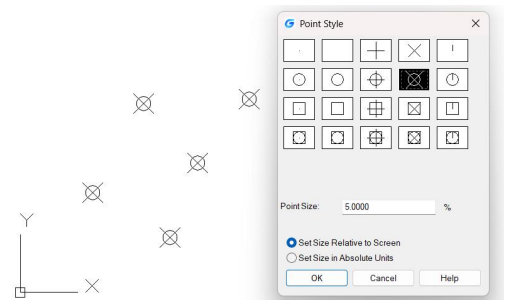 Point Style
Y
X
Point Size: 5.0000 %
Set Size Relative to Screen
Set Size in Absolute Units
OK Cancel Help